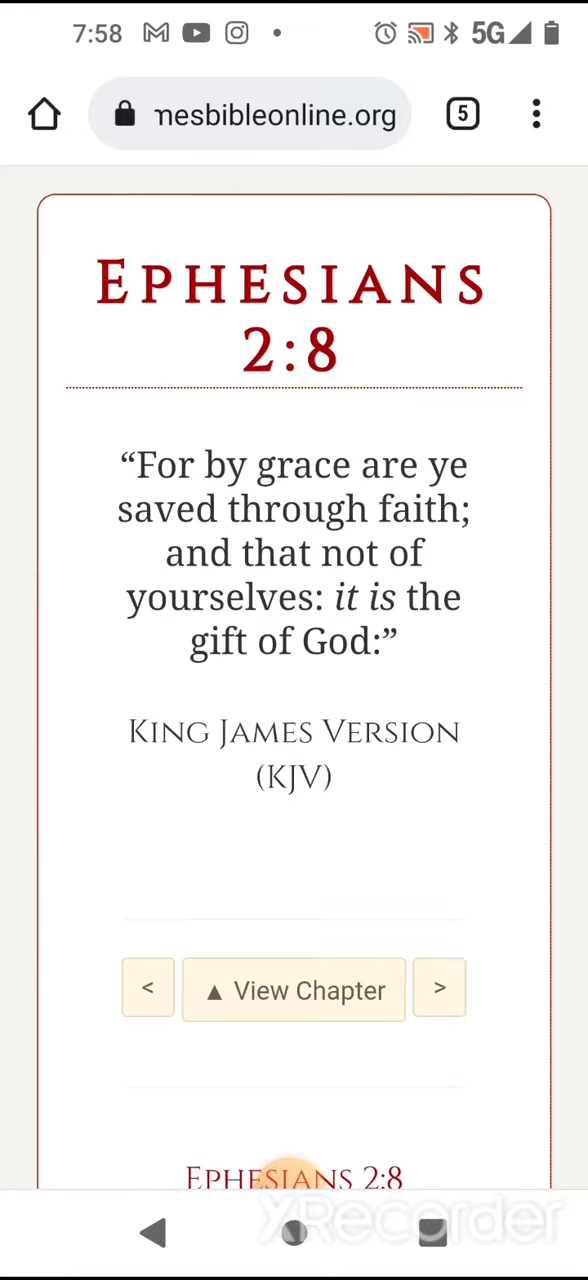 7:58 5G
nesbibleonline.org 5
EPHESIANS
2:8
“For by grace are ye
saved through faith;
and that not of
yourselves: it is the
gift of God:”
KING JAMES VERSION
(KJV)
< ▲ View Chapter >
EPHESIANS 2:8
XRecorder